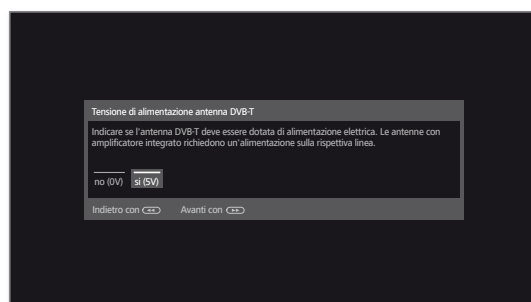 Tensione di alimentazione antenna DVB-T
Indicare se l'antenna DVB-T deve essere dotata di alimentazione elettrica. Le antenne con
amplificatore integrato richiedono un'alimentazione sulla rispettiva linea.
no (0V) si (5V)
Indietro con Avanti con